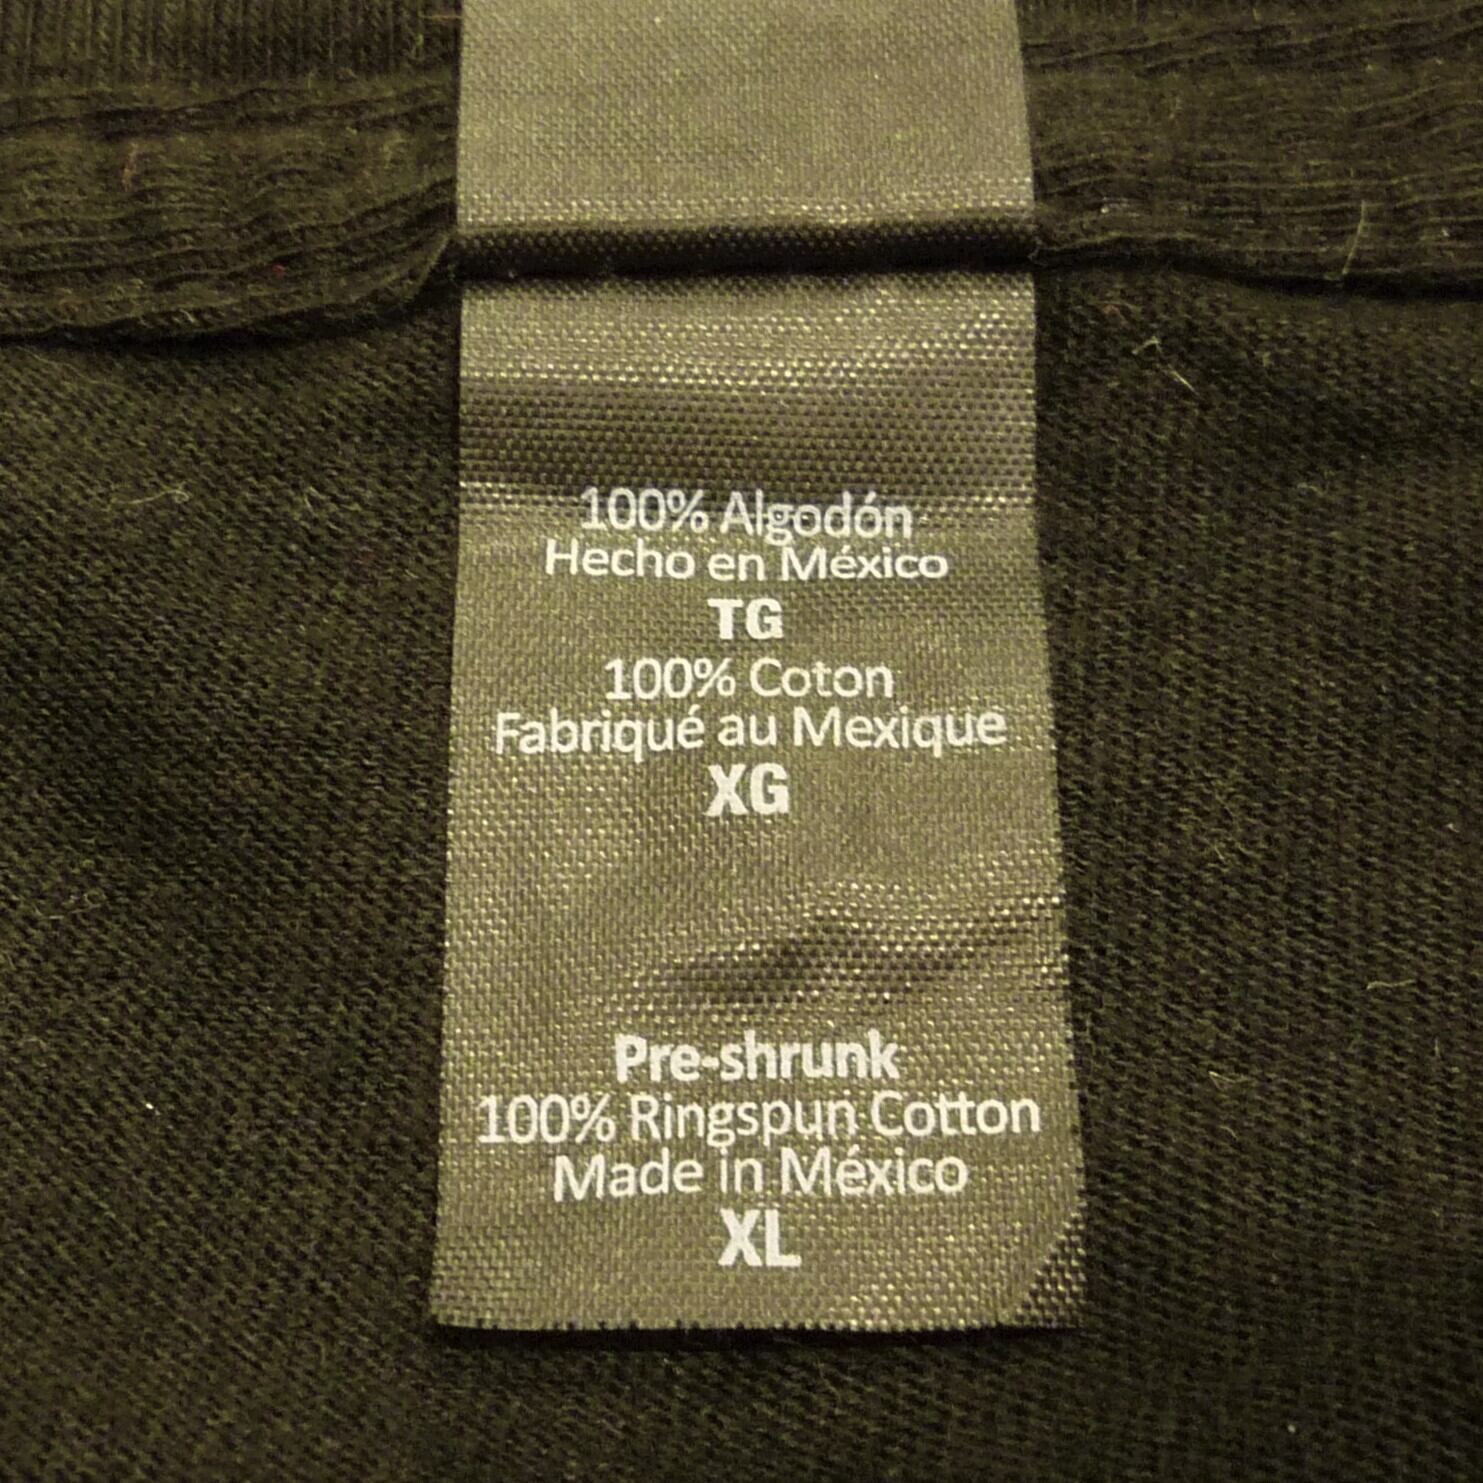 100% Algodón
Hecho en México
TG
100% Coton
Fabriqué au Mexique
XG
Pre-shrunk
100% Ringspun Cotton
Made in México
XL